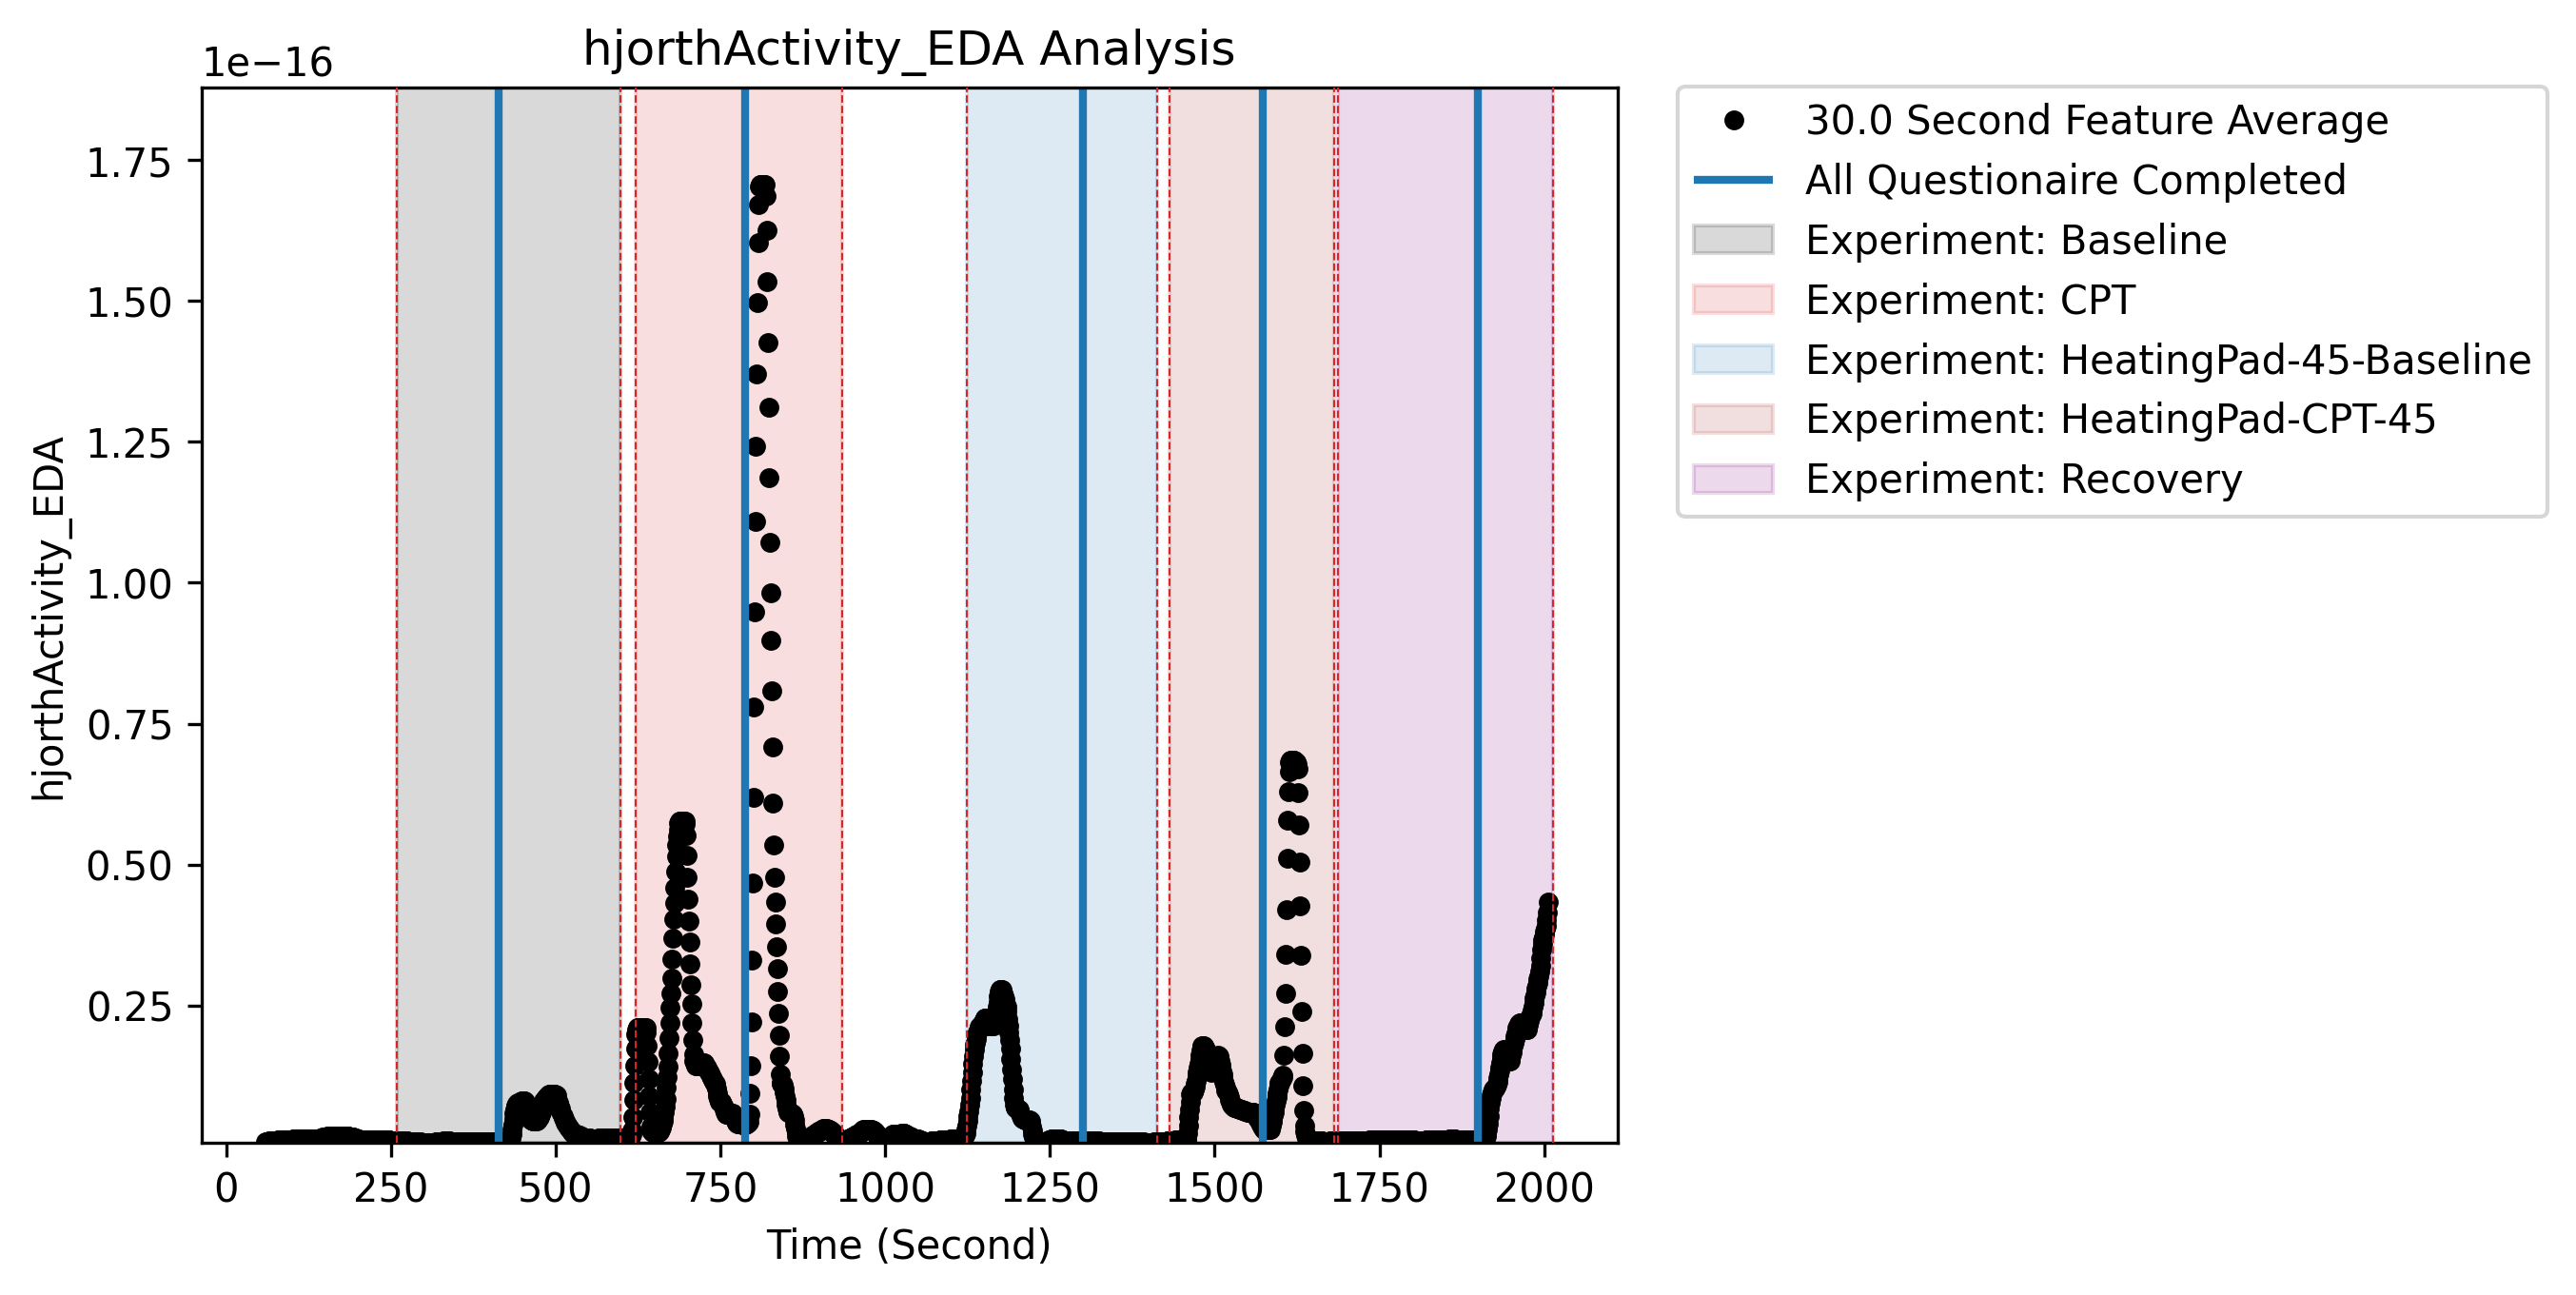 hjorthActivity_EDA Analysis
1e−16
1.75
1.50
1.25
1.00
0.75
0.50
0.25
hjorthActivity_EDA
0 250 500 750 1000 1250 1500 1750 2000
Time (Second)
30.0 Second Feature Average
All Questionaire Completed
Experiment: Baseline
Experiment: CPT
Experiment: HeatingPad-45-Baseline
Experiment: HeatingPad-CPT-45
Experiment: Recovery